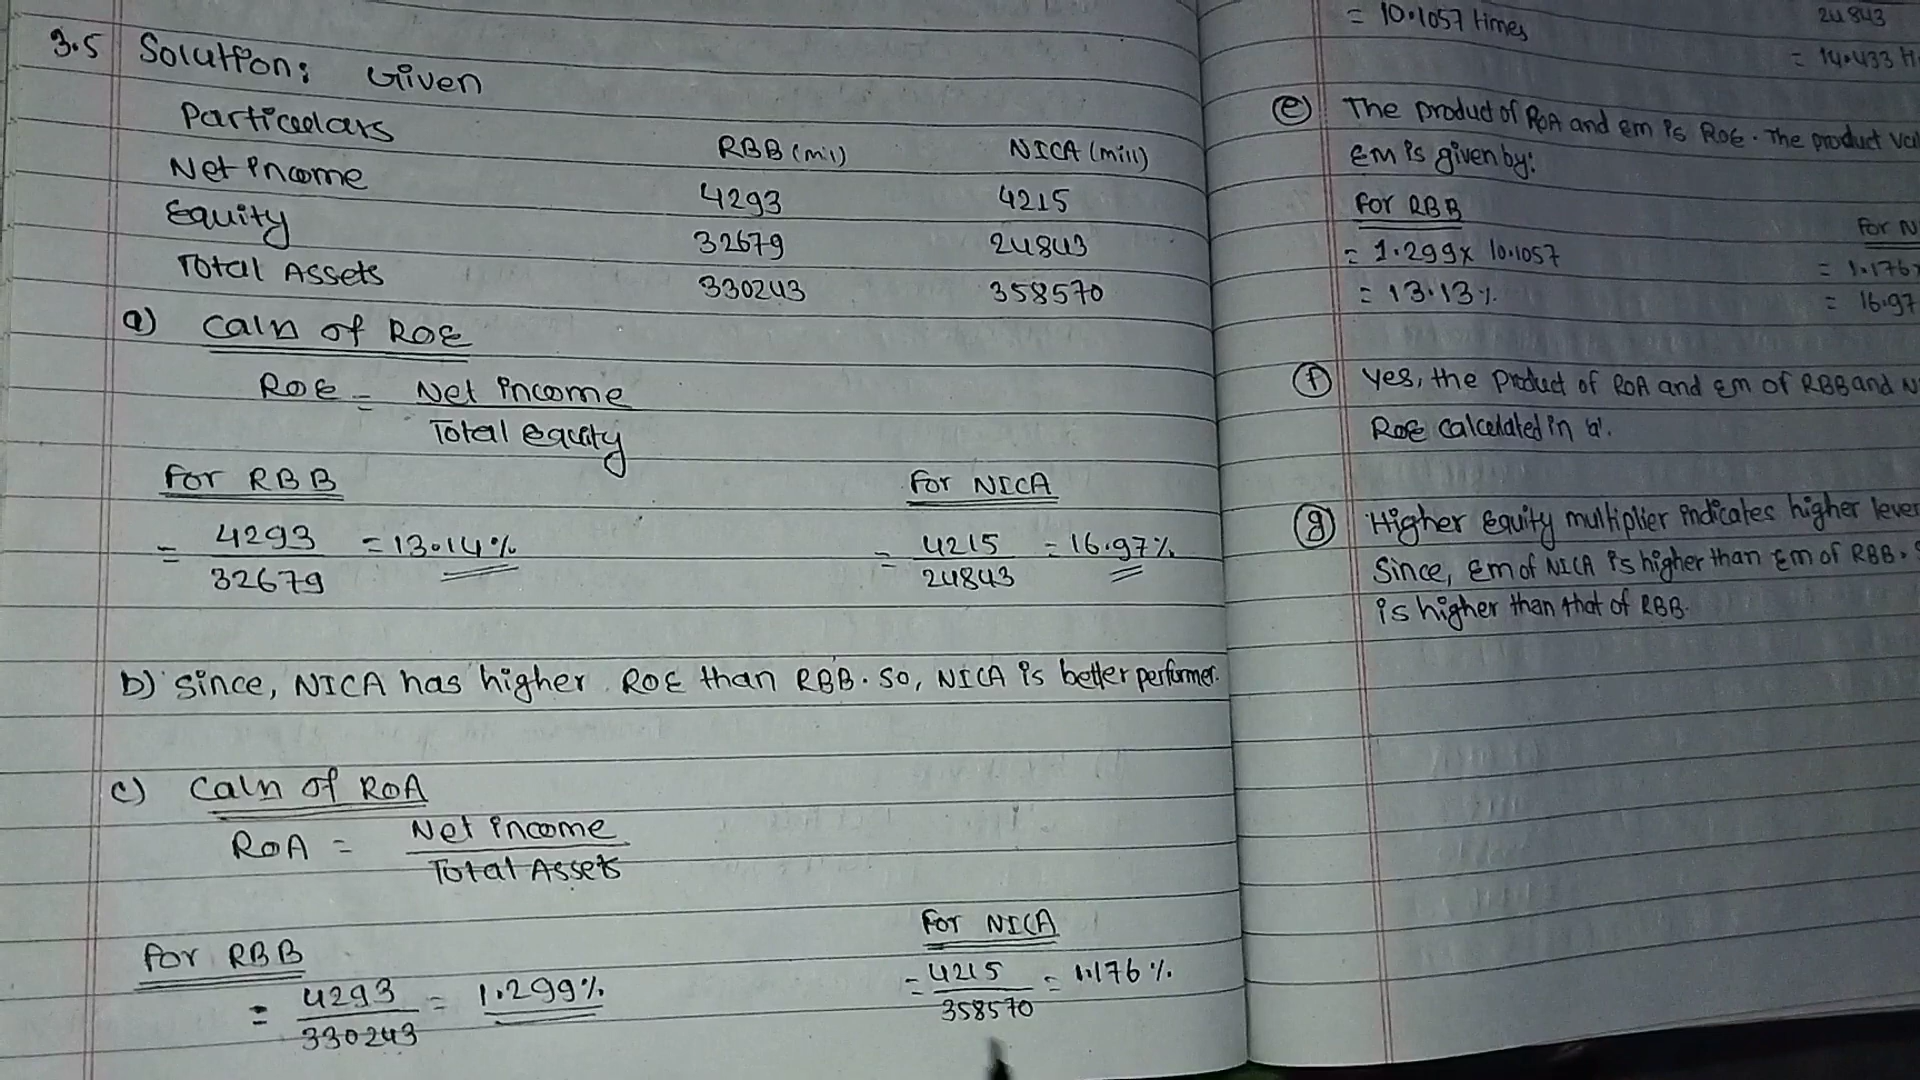 3.5 Solution: Given
Particulars RBB (mil) NICA (mill)
Net income 4293 4215
Equity 32679 24843
Total Assets 330243 358570
a) Caln of ROE
ROE = Net income
Total equity
For RBB For NICA
= 4293 = 13.14% = 4215 = 16.97%
32679 24843
b) Since, NICA has higher ROE than RBB. So, NICA is better performer.
c) Caln of ROA
ROA = Net income
Total Assets
For RBB For NICA
= 4293 = 1.299% = 4215 = 1.176%
330243 358570
= 10.1057 times 24843
= 14.433
e) The product of ROA and em is ROE. The product
EM is given by:
For RBB For
= 1.299x 10.1057 = 1.176x
= 13.13% = 16.97
f) Yes, the product of ROA and em of RBB and
ROE calculated in 'a'.
g) Higher Equity multiplier indicates higher
Since, Em of NICA is higher than Em of RBB.
is higher than that of RBB.